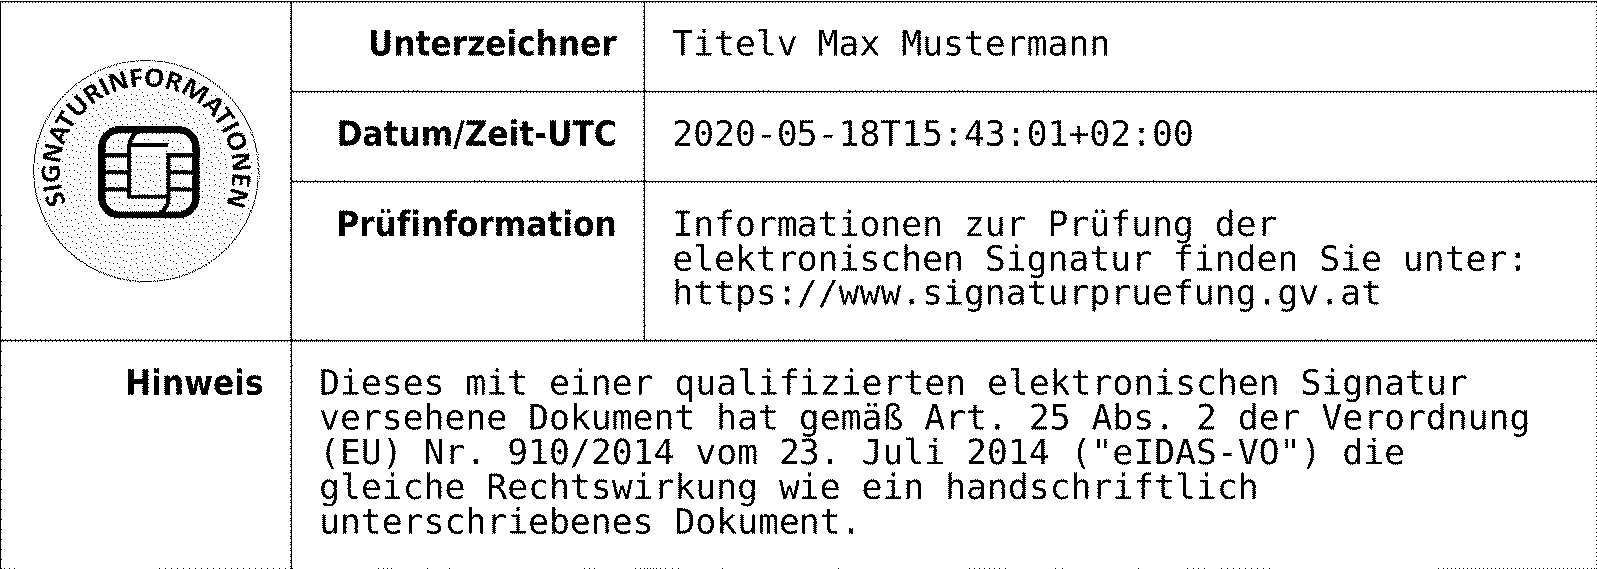 SIGNATURINFORMATIONEN
Unterzeichner Titelv Max Mustermann
Datum/Zeit-UTC 2020-05-18T15:43:01+02:00
Prüfinformation Informationen zur Prüfung der
elektronischen Signatur finden Sie unter:
https://www.signaturpruefung.gv.at
Hinweis Dieses mit einer qualifizierten elektronischen Signatur
versehene Dokument hat gemäß Art. 25 Abs. 2 der Verordnung
(EU) Nr. 910/2014 vom 23. Juli 2014 ("eIDAS-VO") die
gleiche Rechtswirkung wie ein handschriftlich
unterschriebenes Dokument.